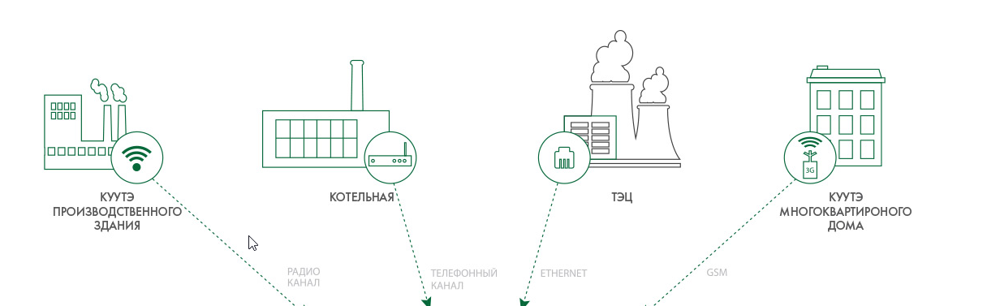 3G
КУУТЭ
ПРОИЗВОДСТВЕННОГО
ЗДАНИЯ
КОТЕЛЬНАЯ
ТЭЦ
КУУТЭ
МНОГОКВАРТИРОНОГО
ДОМА
РАДИО
КАНАЛ
ТЕЛЕФОННЫЙ
КАНАЛ
ETHERNET
GSM